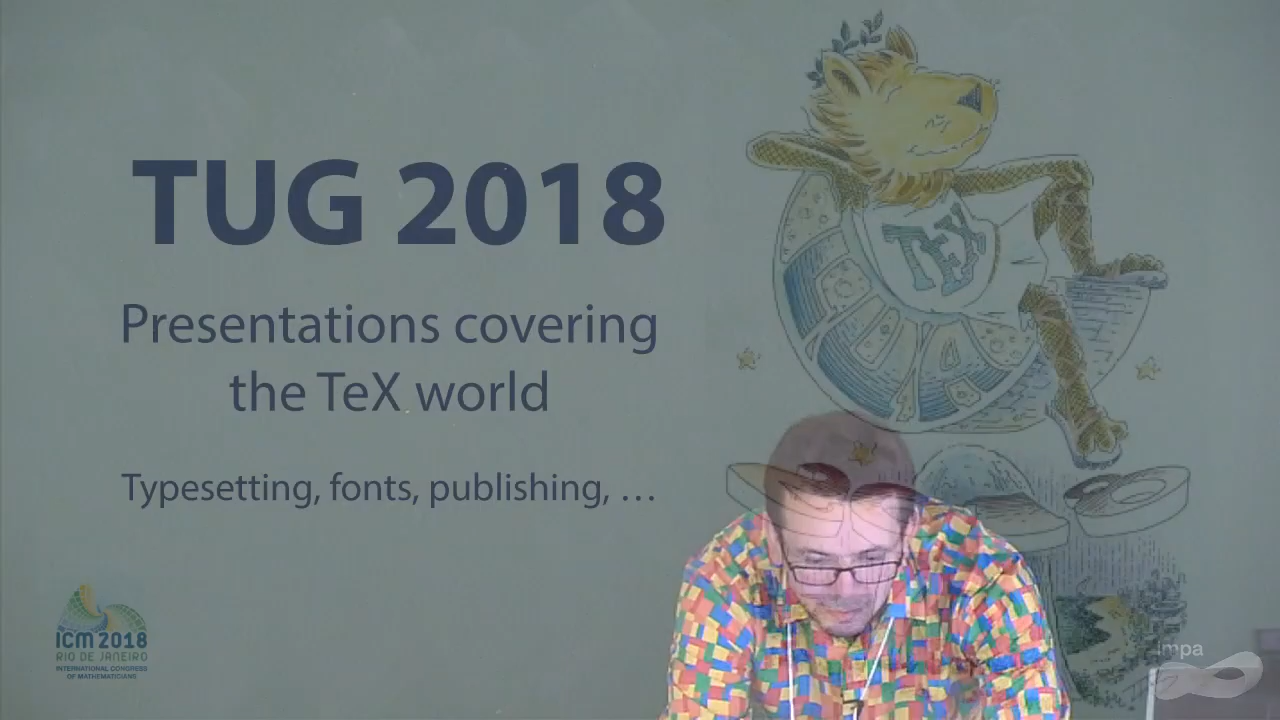 TUG 2018
Presentations covering
the TeX world
Typesetting, fonts, publishing, …
TEX
ICM 2018
RIO DE JANEIRO
INTERNATIONAL CONGRESS
OF MATHEMATICIANS
impa